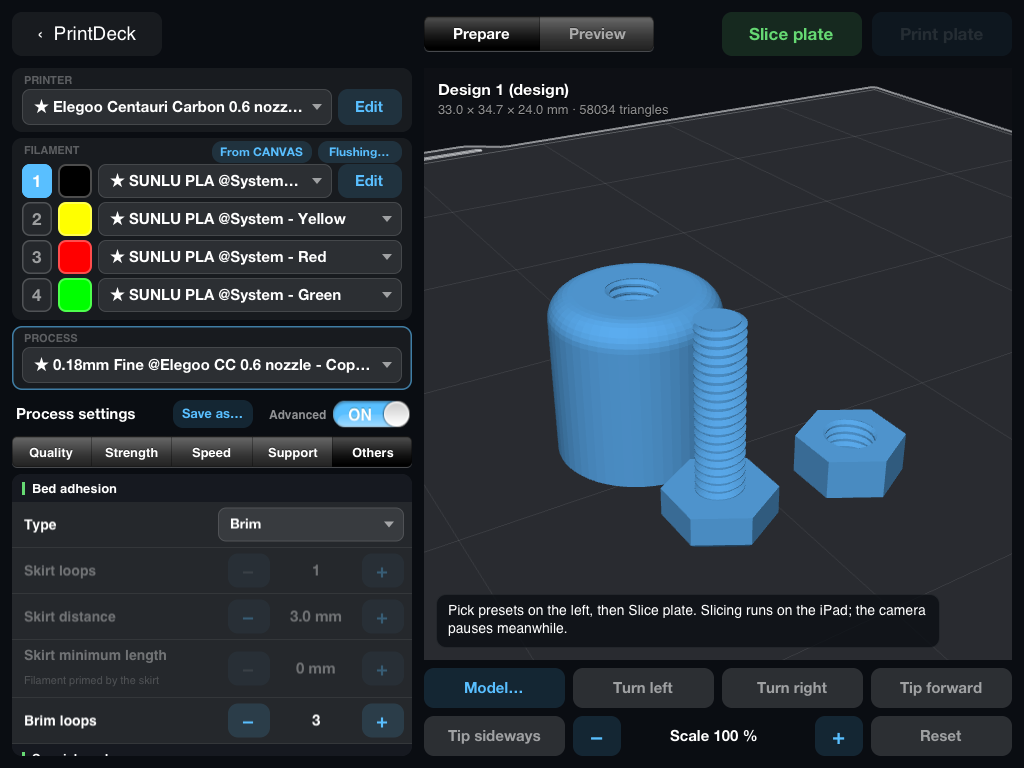 ‹ PrintDeck
Prepare
Preview
Slice plate
Print plate
PRINTER
★ Elegoo Centauri Carbon 0.6 nozz...
Edit
FILAMENT
From CANVAS
Flushing...
1
★ SUNLU PLA @System...
Edit
2
★ SUNLU PLA @System - Yellow
3
★ SUNLU PLA @System - Red
4
★ SUNLU PLA @System - Green
PROCESS
★ 0.18mm Fine @Elegoo CC 0.6 nozzle - Cop...
Process settings
Save as...
Advanced
ON
Quality
Strength
Speed
Support
Others
Bed adhesion
Type
Brim
Skirt loops
−
1
+
Skirt distance
−
3.0 mm
+
Skirt minimum length
Filament primed by the skirt
−
0 mm
+
Brim loops
−
3
+
Design 1 (design)
33.0 × 34.7 × 24.0 mm · 58034 triangles
Pick presets on the left, then Slice plate. Slicing runs on the iPad; the camera
pauses meanwhile.
Model...
Turn left
Turn right
Tip forward
Tip sideways
−
Scale 100 %
+
Reset